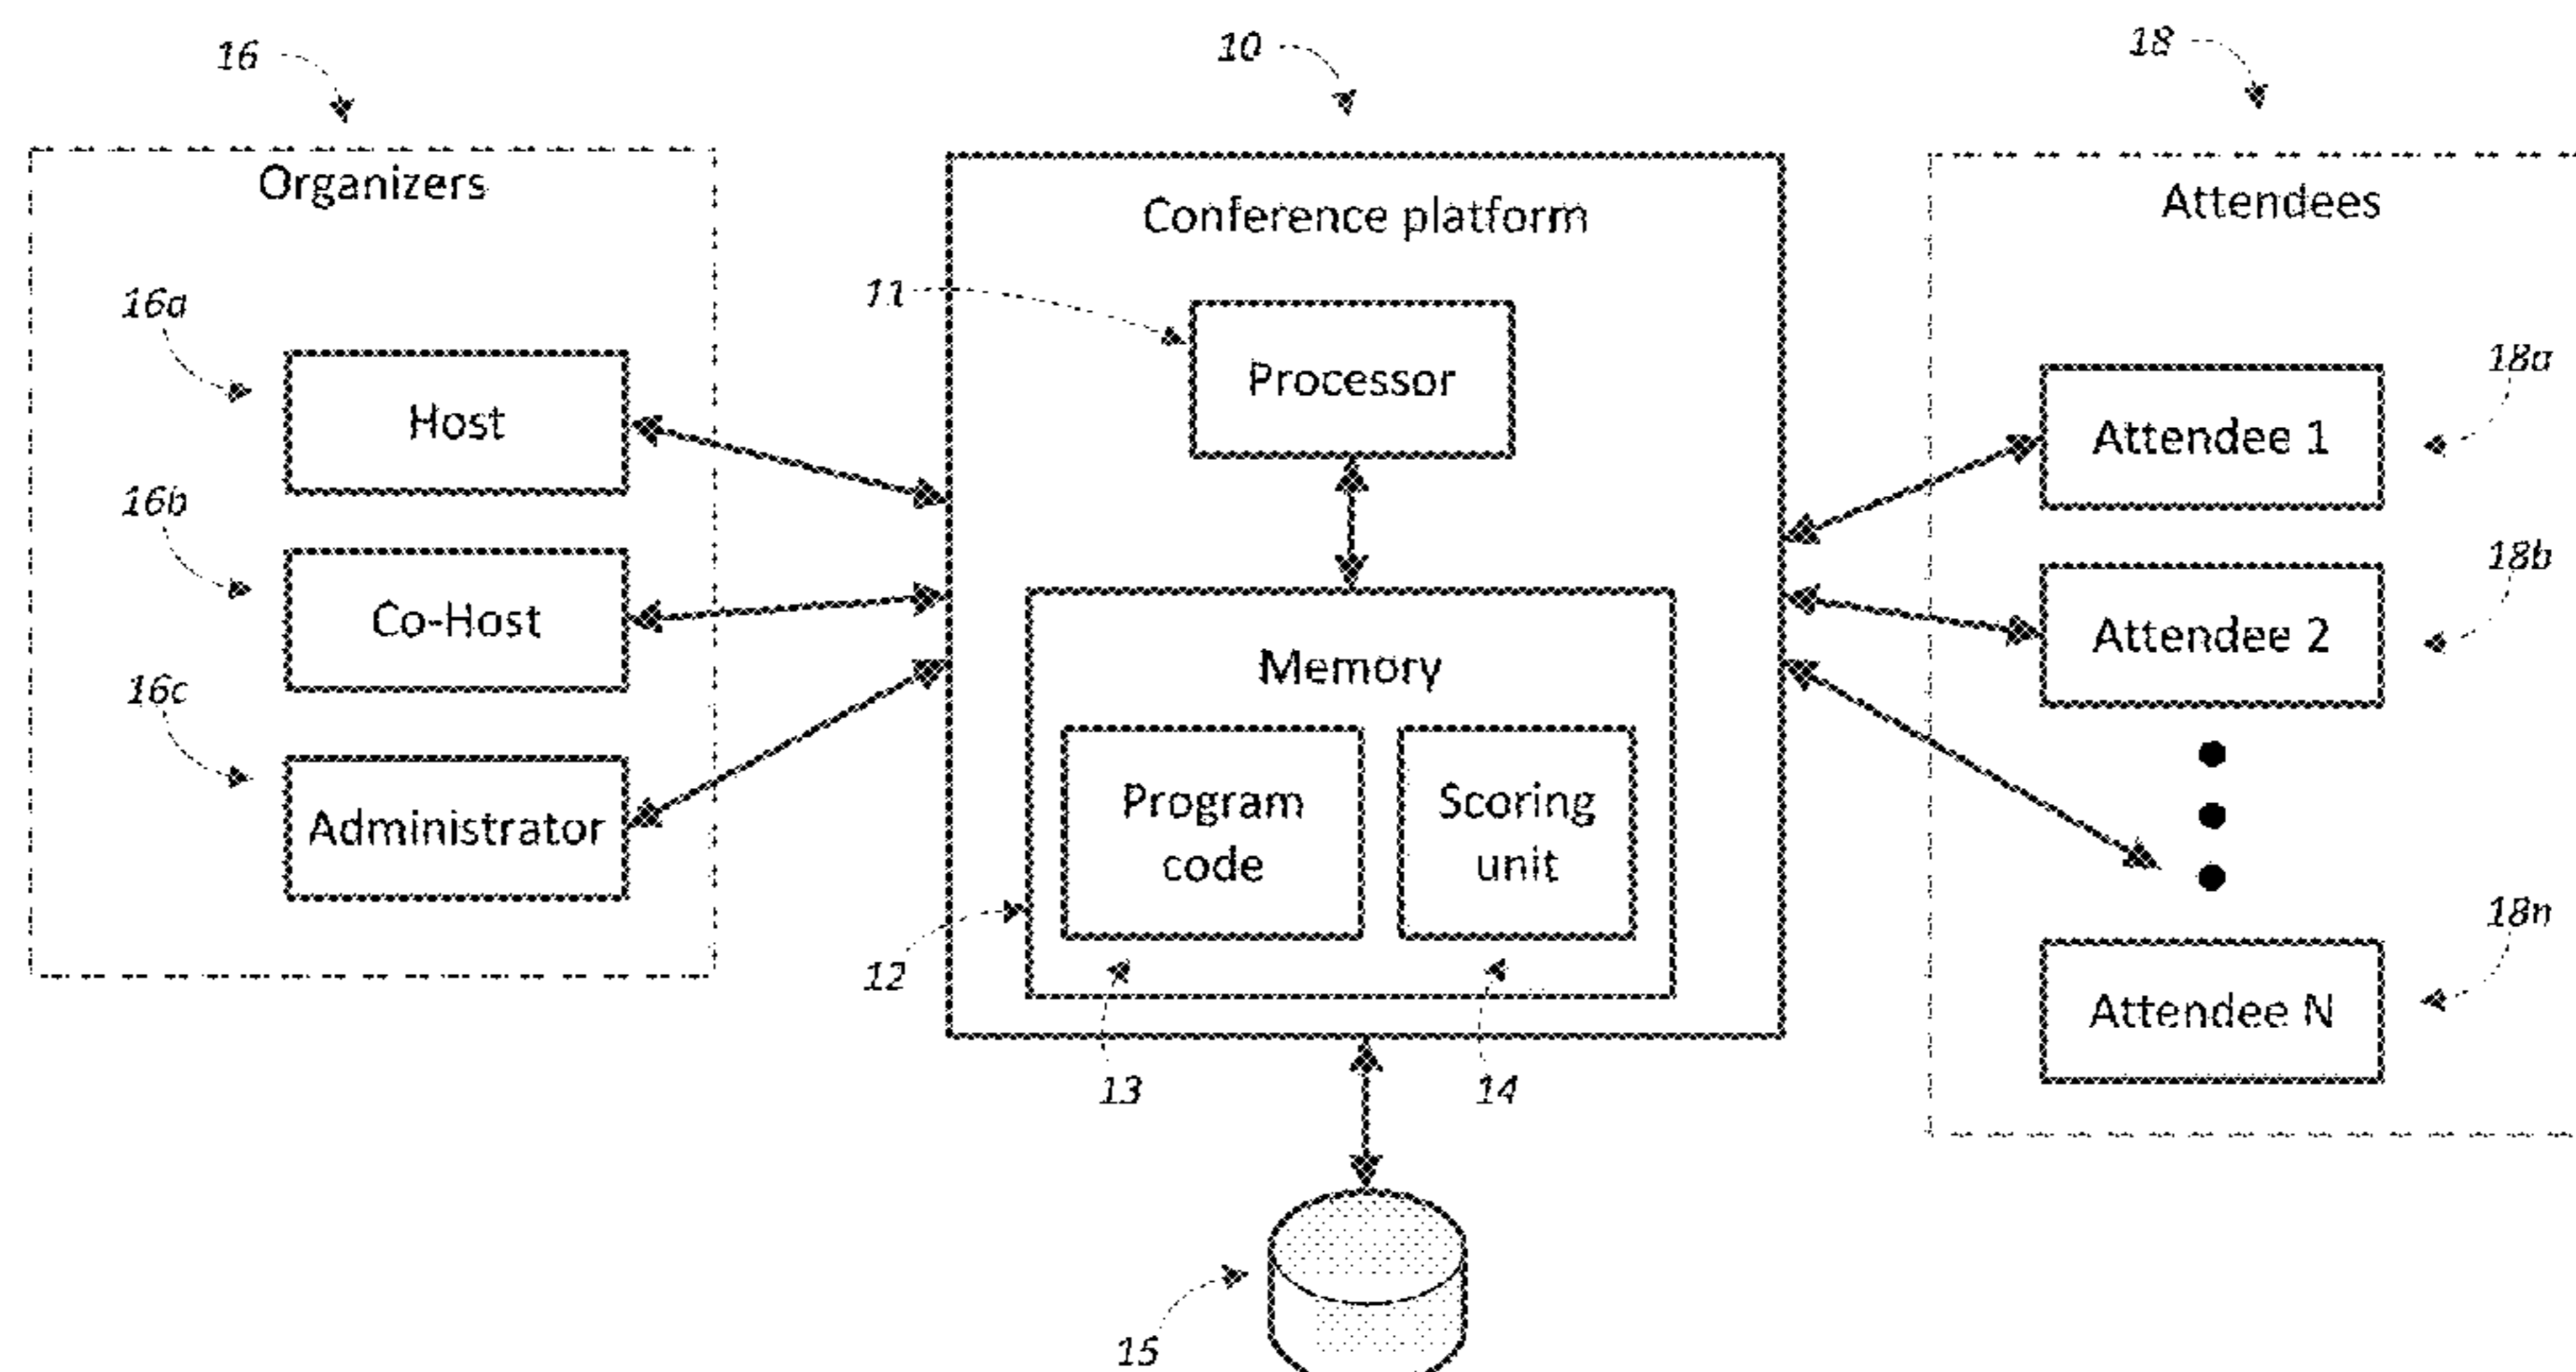 16
Organizers
16a
Host
16b
Co-Host
16c
Administrator
10
Conference platform
11
Processor
Memory
Program
code
Scoring
unit
12
13
14
15
18
Attendees
18a
Attendee 1
18b
Attendee 2
18n
Attendee N